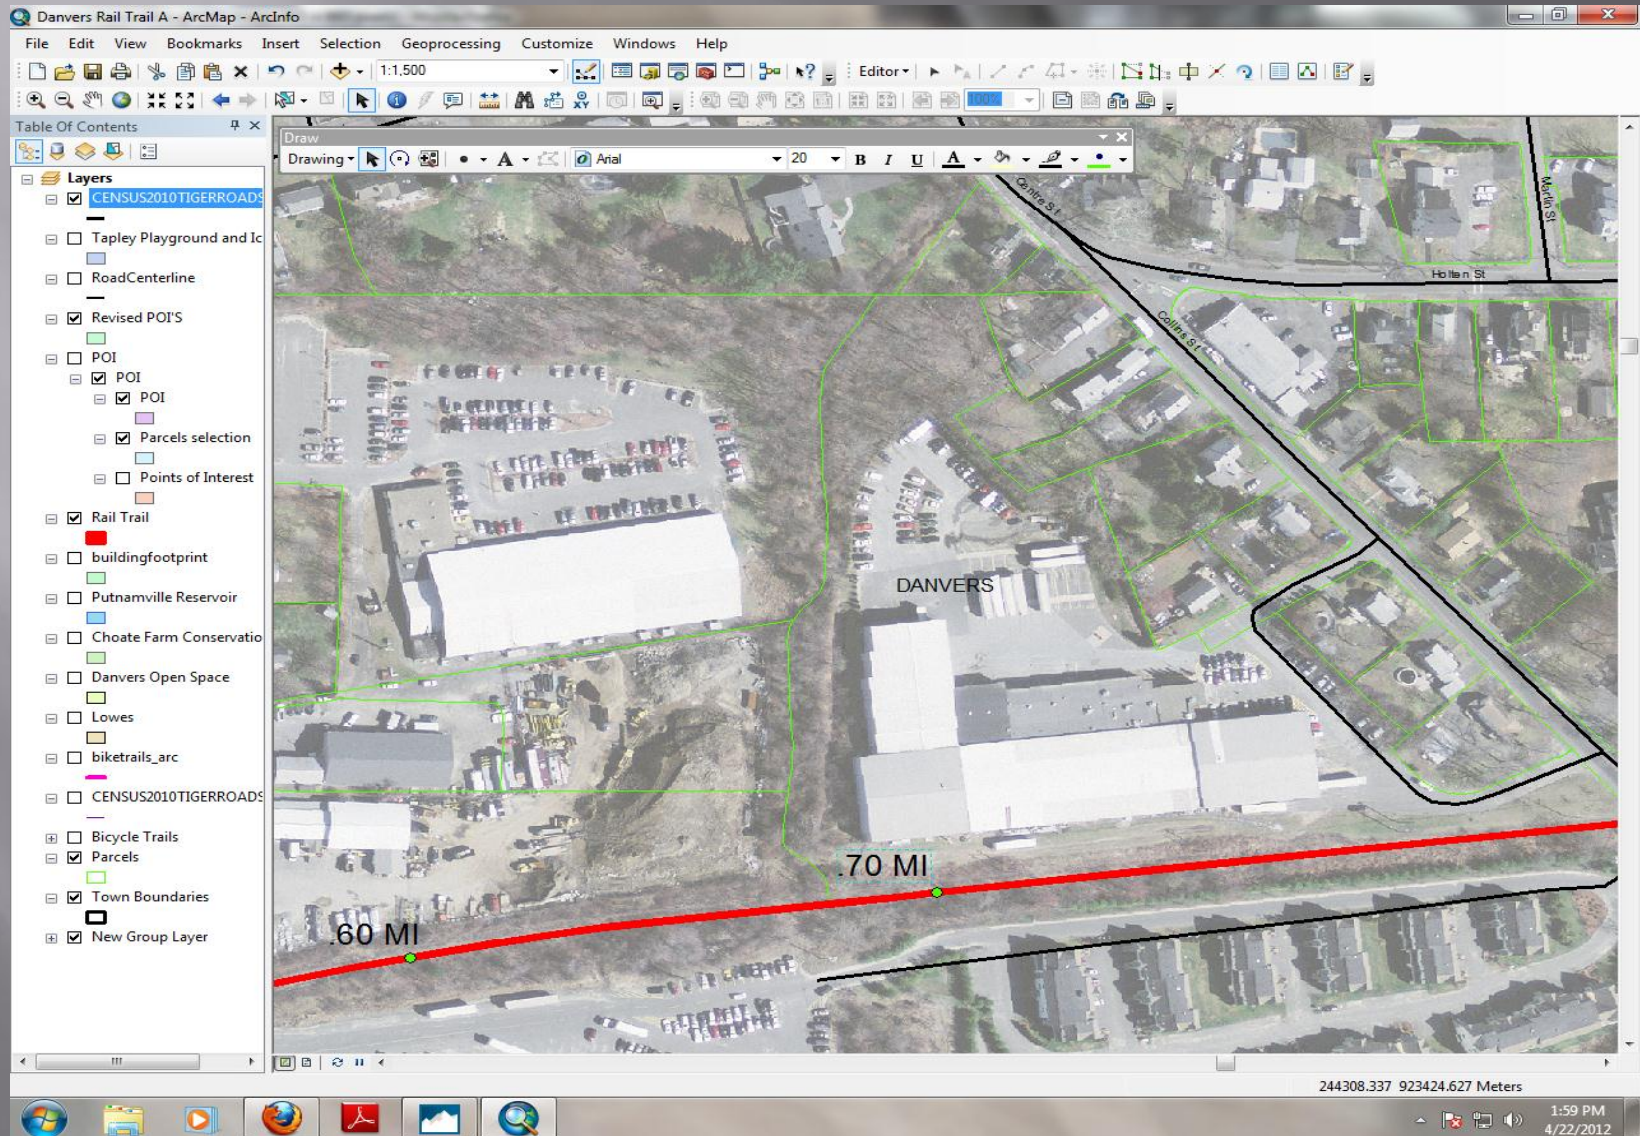 Danvers Rail Trail A - ArcMap - ArcInfo
File Edit View Bookmarks Insert Selection Geoprocessing Customize Windows Help
1:1,500
Editor
100%
Table Of Contents
Layers
CENSUS2010TIGERROADS
Tapley Playground and Ic
RoadCenterline
Revised POI'S
POI
POI
POI
Parcels selection
Points of Interest
Rail Trail
buildingfootprint
Putnamville Reservoir
Choate Farm Conservatio
Danvers Open Space
Lowes
biketrails_arc
CENSUS2010TIGERROADS
Bicycle Trails
Parcels
Town Boundaries
New Group Layer
Draw
Drawing A Arial 20 B I U A
Centre St
Martin St
Holten St
Collins St
DANVERS
.70 MI
.60 MI
244308.337 923424.627 Meters
1:59 PM
4/22/2012